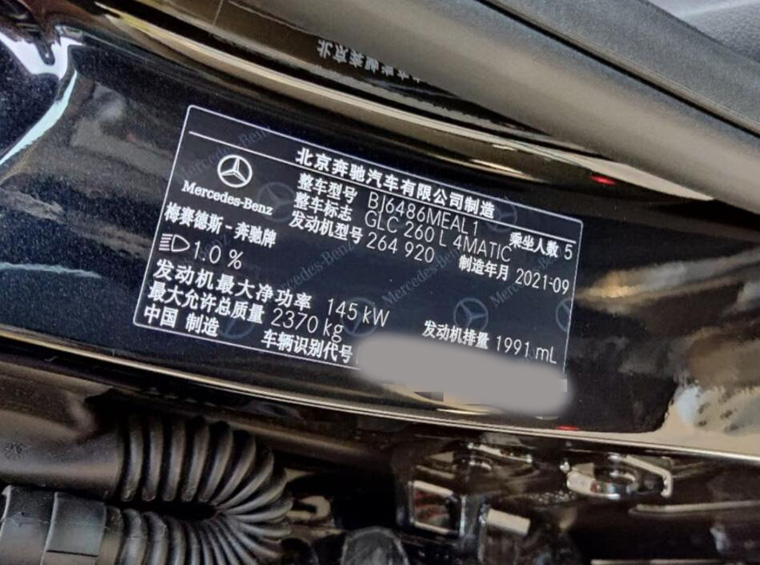 北京奔驰汽车有限公司制造
Mercedes-Benz
梅赛德斯-奔驰牌
整车型号 BJ6486MEAL1
整车标志 GLC 260 L 4MATIC 乘坐人数 5
发动机型号 264 920 制造年月 2021-09
1.0 %
发动机最大净功率 145 kW
最大允许总质量 2370 kg 发动机排量 1991 mL
中国 制造 车辆识别代号